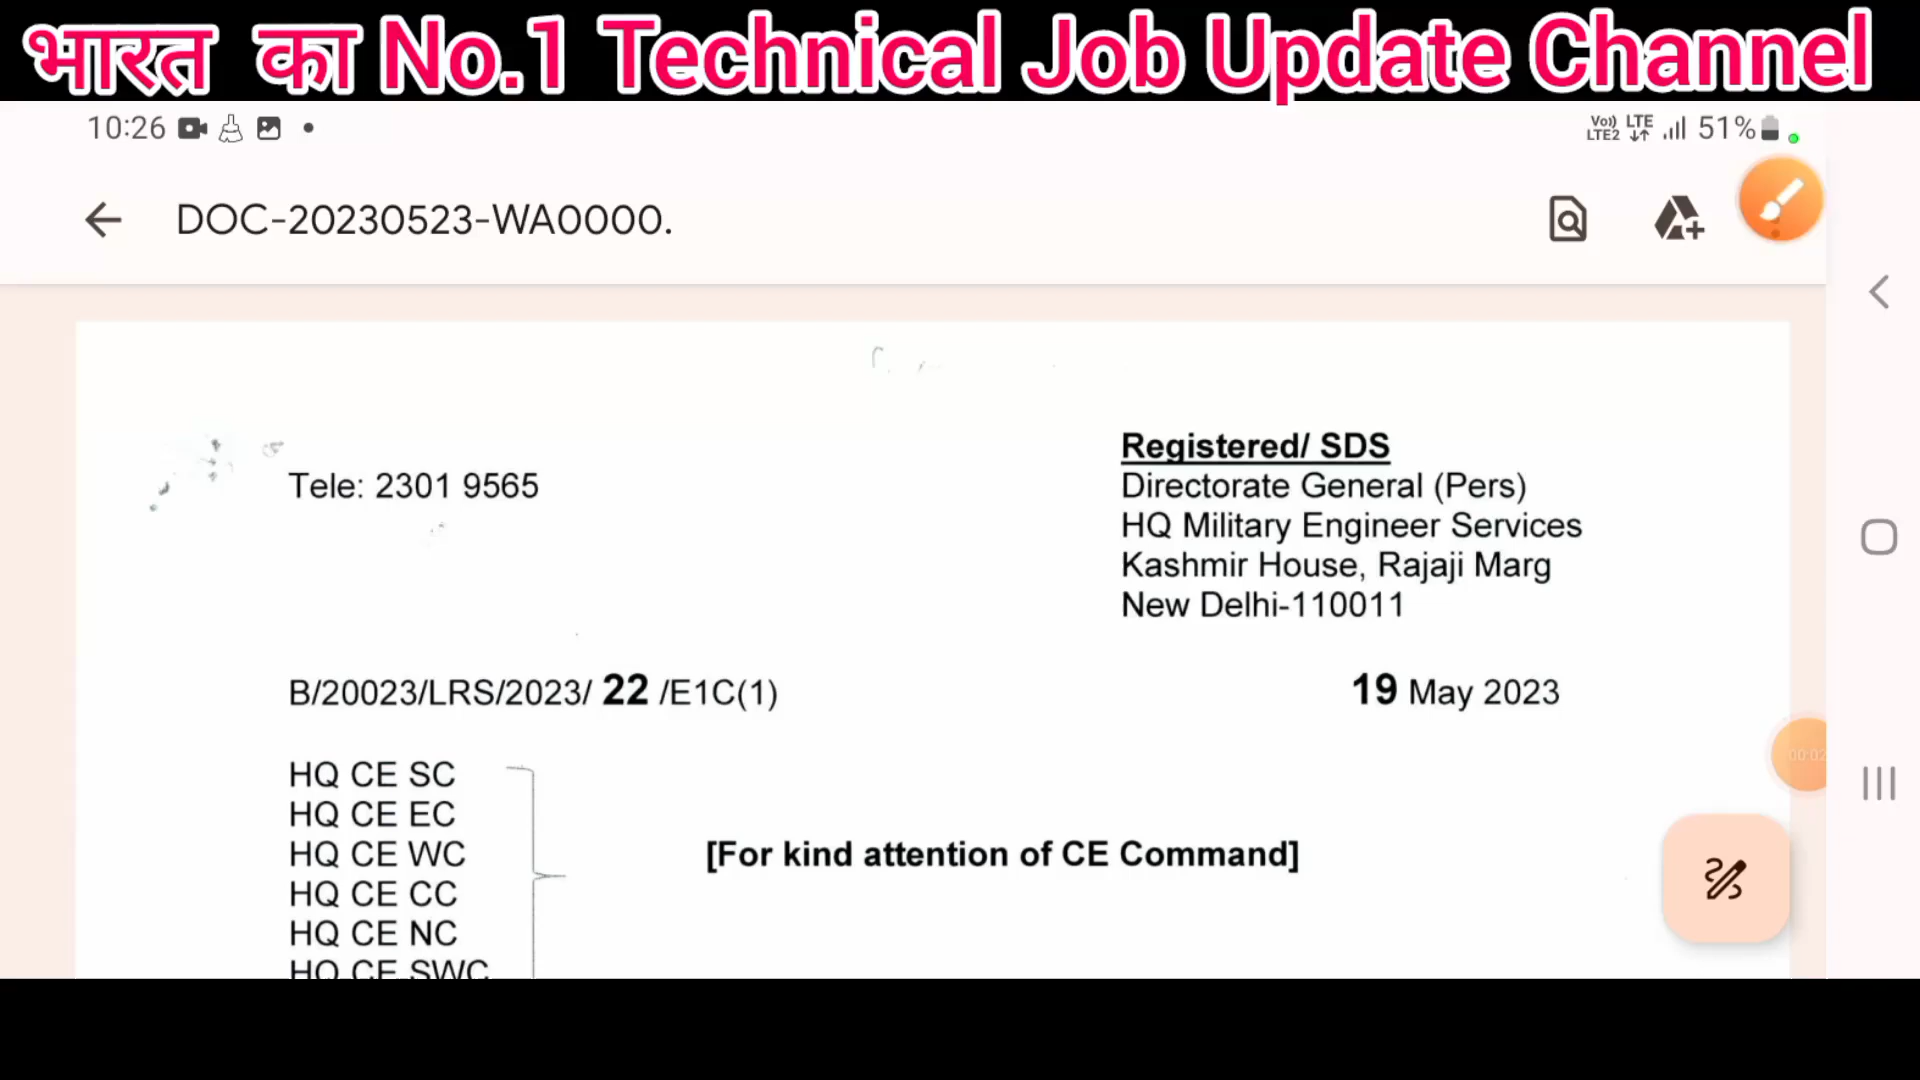 भारत का No.1 Technical Job Update Channel
10:26
Vo)) LTE
LTE2
51%
DOC-20230523-WA0000.
Registered/ SDS
Tele: 2301 9565
Directorate General (Pers)
HQ Military Engineer Services
Kashmir House, Rajaji Marg
New Delhi-110011
B/20023/LRS/2023/ 22 /E1C(1)
19 May 2023
HQ CE SC
HQ CE EC
HQ CE WC
[For kind attention of CE Command]
HQ CE CC
HQ CE NC
HQ CE SWC